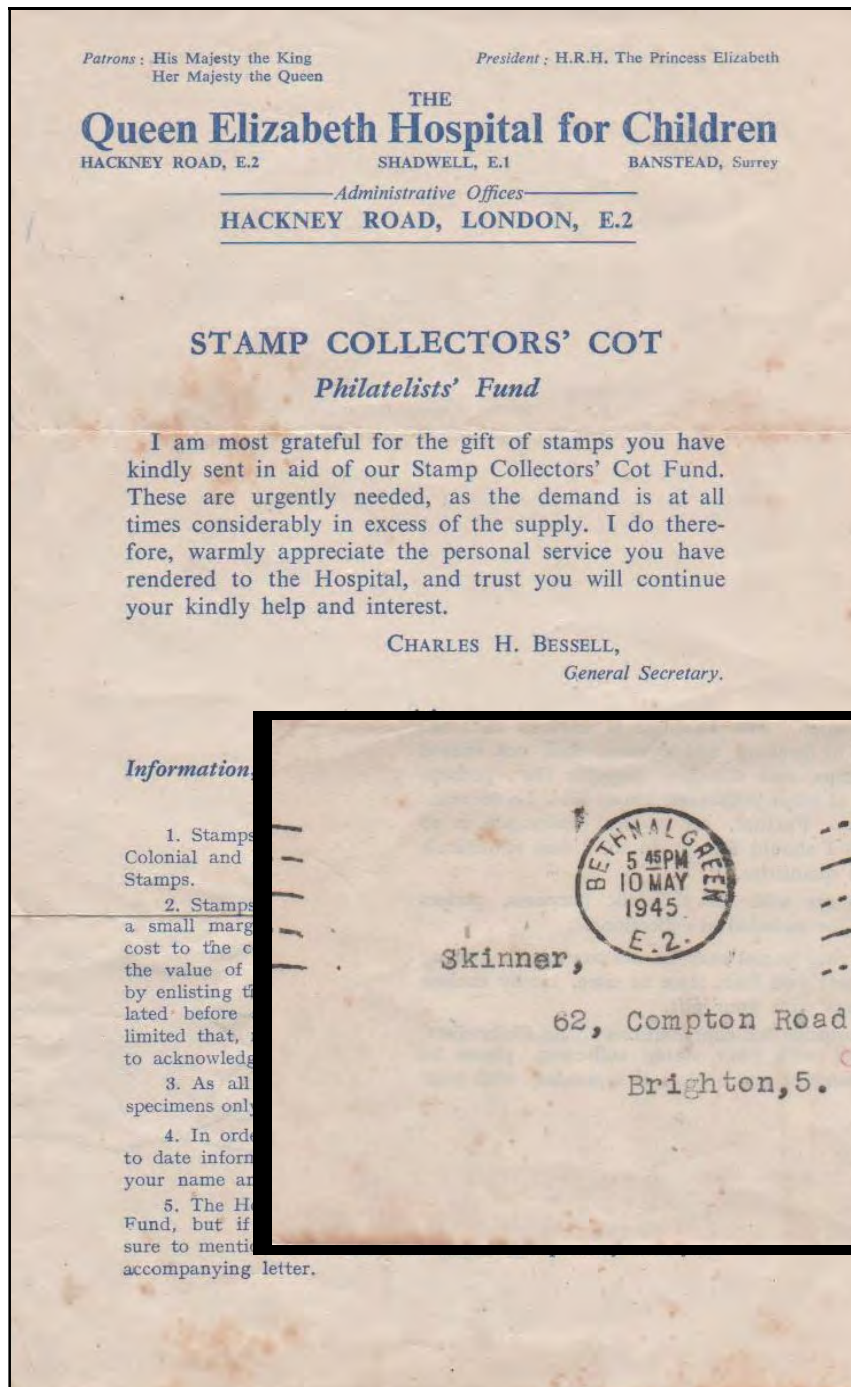 Patrons : His Majesty the King
Her Majesty the Queen
President : H.R.H. The Princess Elizabeth
THE
Queen Elizabeth Hospital for Children
HACKNEY ROAD, E.2 SHADWELL, E.1 BANSTEAD, Surrey
Administrative Offices
HACKNEY ROAD, LONDON, E.2
STAMP COLLECTORS' COT
Philatelists' Fund
I am most grateful for the gift of stamps you have
kindly sent in aid of our Stamp Collectors' Cot Fund.
These are urgently needed, as the demand is at all
times considerably in excess of the supply. I do there-
fore, warmly appreciate the personal service you have
rendered to the Hospital, and trust you will continue
your kindly help and interest.
CHARLES H. BESSELL,
General Secretary.
Information,
1. Stamps
Colonial and
Stamps.
2. Stamps
a small marg
cost to the c
the value of
by enlisting t
lated before
limited that,
to acknowledg
3. As all
specimens only
4. In orde
to date inform
your name an
5. The Ho
Fund, but if
sure to mentio
accompanying letter.
BETHNAL GREEN
5 45PM
10 MAY
1945
E.2.
Skinner,
62, Compton Road
Brighton,5.